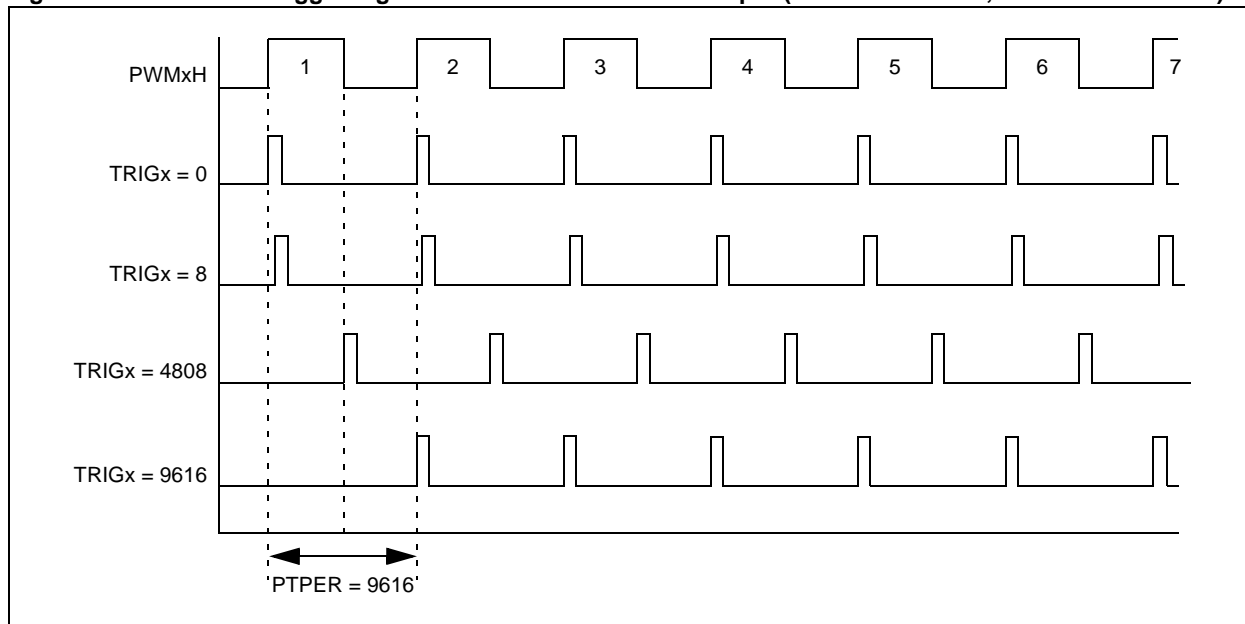 PWMxH 1 2 3 4 5 6 7
TRIGx = 0
TRIGx = 8
TRIGx = 4808
TRIGx = 9616
PTPER = 9616